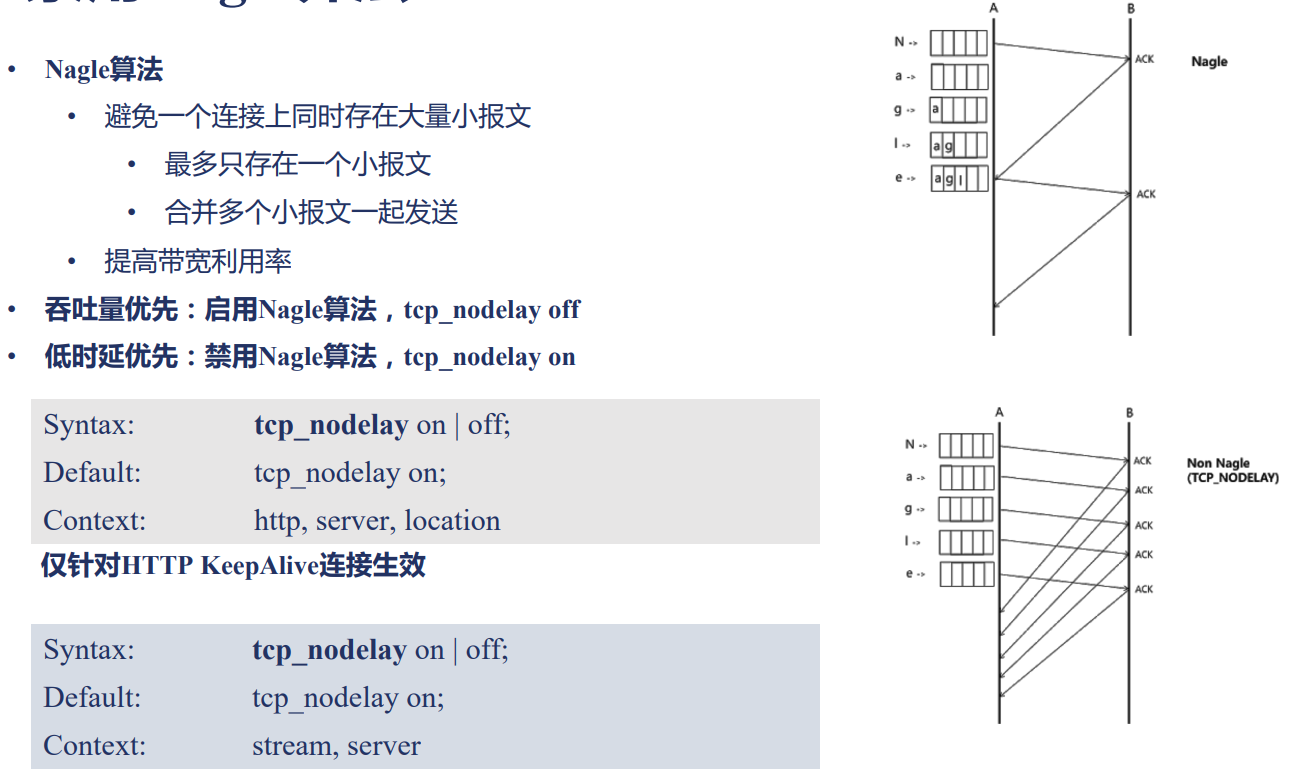 Nagle算法
避免一个连接上同时存在大量小报文
最多只存在一个小报文
合并多个小报文一起发送
提高带宽利用率
吞吐量优先：启用Nagle算法，tcp_nodelay off
低时延优先：禁用Nagle算法，tcp_nodelay on
Syntax: tcp_nodelay on | off;
Default: tcp_nodelay on;
Context: http, server, location
仅针对HTTP KeepAlive连接生效
Syntax: tcp_nodelay on | off;
Default: tcp_nodelay on;
Context: stream, server
A B
N ->
ACK
Nagle
a ->
g -> a
l -> a g
e -> a g l
ACK
A B
N ->
ACK
Non Nagle
(TCP_NODELAY)
a ->
ACK
g ->
ACK
l ->
ACK
e ->
ACK